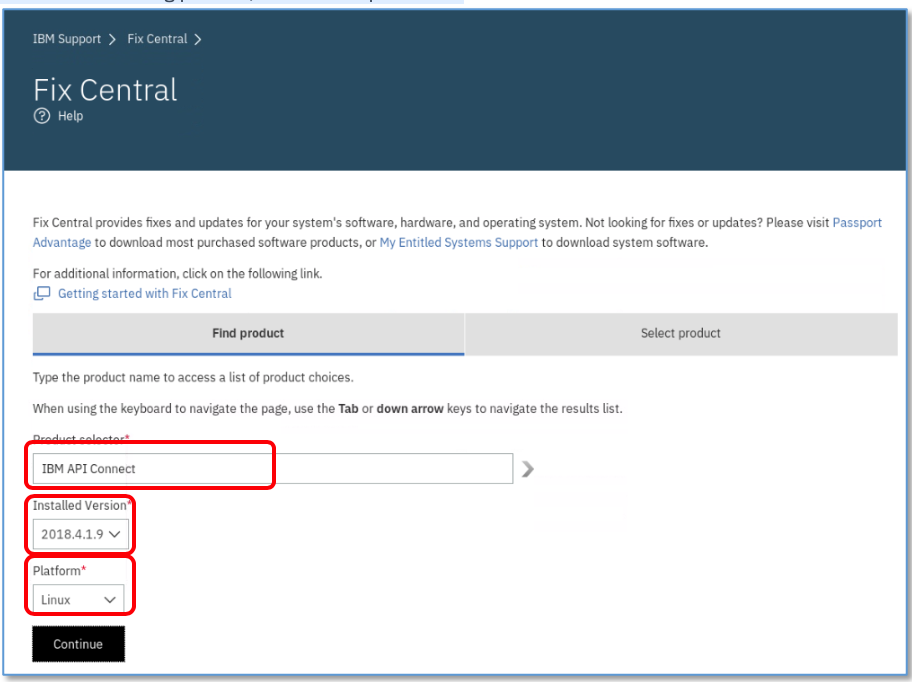 IBM Support > Fix Central >
Fix Central
? Help
Fix Central provides fixes and updates for your system's software, hardware, and operating system. Not looking for fixes or updates? Please visit Passport
Advantage to download most purchased software products, or My Entitled Systems Support to download system software.
For additional information, click on the following link.
Getting started with Fix Central
Find product
Select product
Type the product name to access a list of product choices.
When using the keyboard to navigate the page, use the Tab or down arrow keys to navigate the results list.
Product selector*
IBM API Connect
Installed Version*
2018.4.1.9
Platform*
Linux
Continue